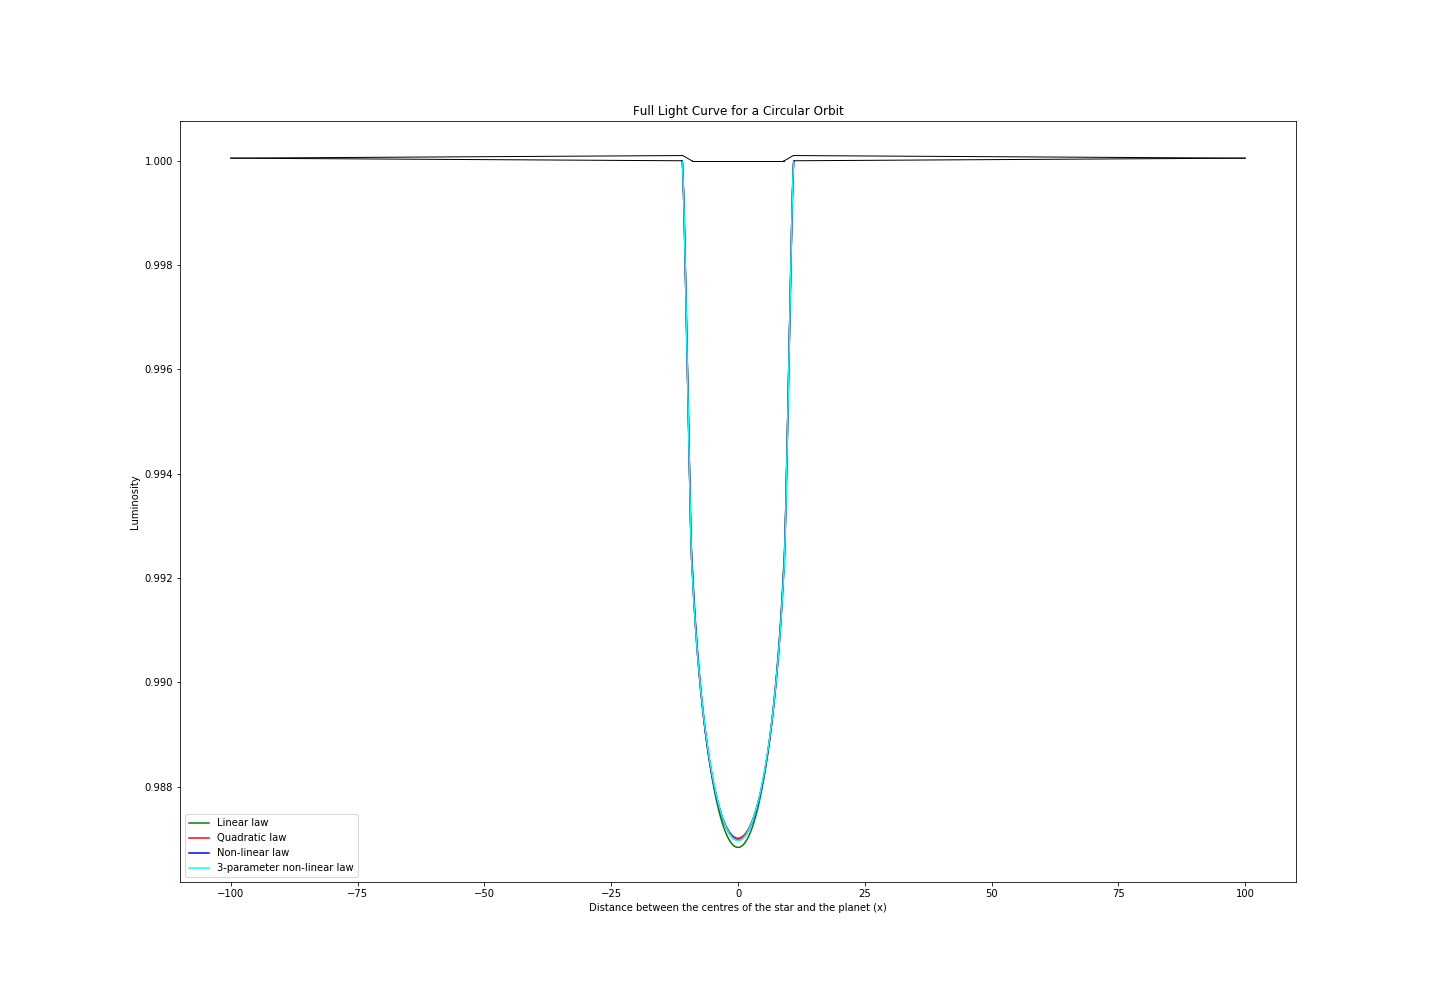 Full Light Curve for a Circular Orbit
1.000
0.998
0.996
0.994
0.992
0.990
0.988
Luminosity
Linear law
Quadratic law
Non-linear law
3-parameter non-linear law
−100
−75
−50
−25
0
25
50
75
100
Distance between the centres of the star and the planet (x)